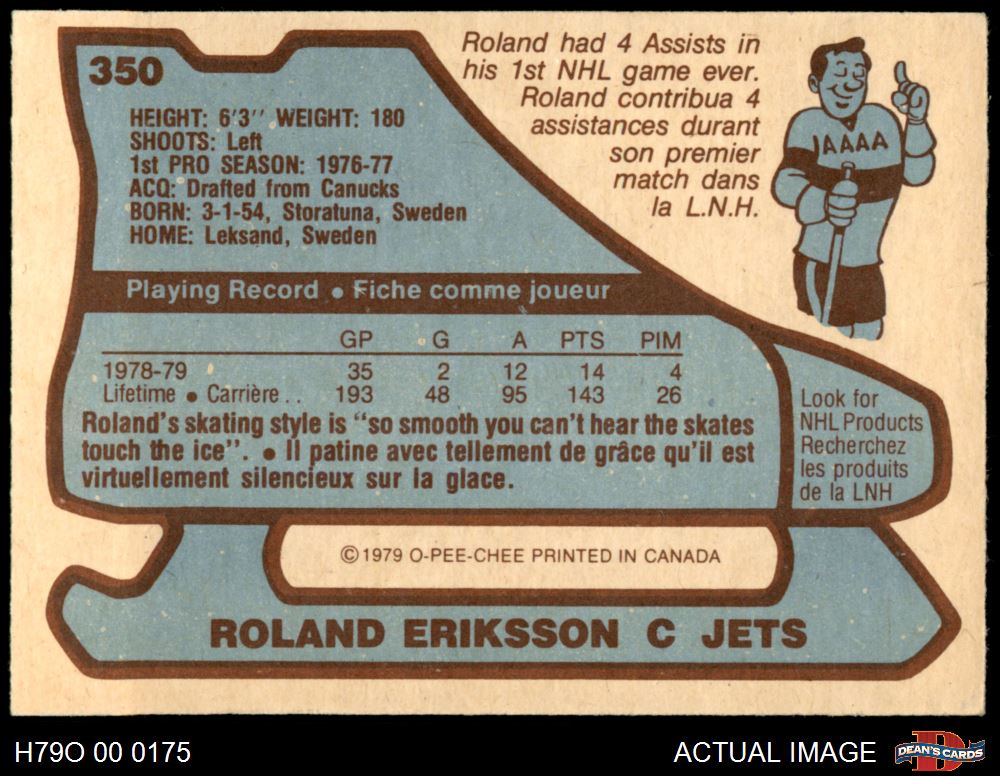 350
HEIGHT: 6'3'' WEIGHT: 180
SHOOTS: Left
1st PRO SEASON: 1976-77
ACQ: Drafted from Canucks
BORN: 3-1-54, Storatuna, Sweden
HOME: Leksand, Sweden
Roland had 4 Assists in
his 1st NHL game ever.
Roland contribua 4
assistances durant
son premier
match dans
la L.N.H.
IAAAA
Playing Record • Fiche comme joueur
GP G A PTS PIM
1978-79 35 2 12 14 4
Lifetime • Carrière . . 193 48 95 143 26
Roland's skating style is "so smooth you can't hear the skates
touch the ice". • Il patine avec tellement de grâce qu'il est
virtuellement silencieux sur la glace.
Look for
NHL Products
Recherchez
les produits
de la LNH
© 1979 O-PEE-CHEE PRINTED IN CANADA
ROLAND ERIKSSON C JETS
H79O 00 0175
ACTUAL IMAGE
D
DEAN'S CARDS